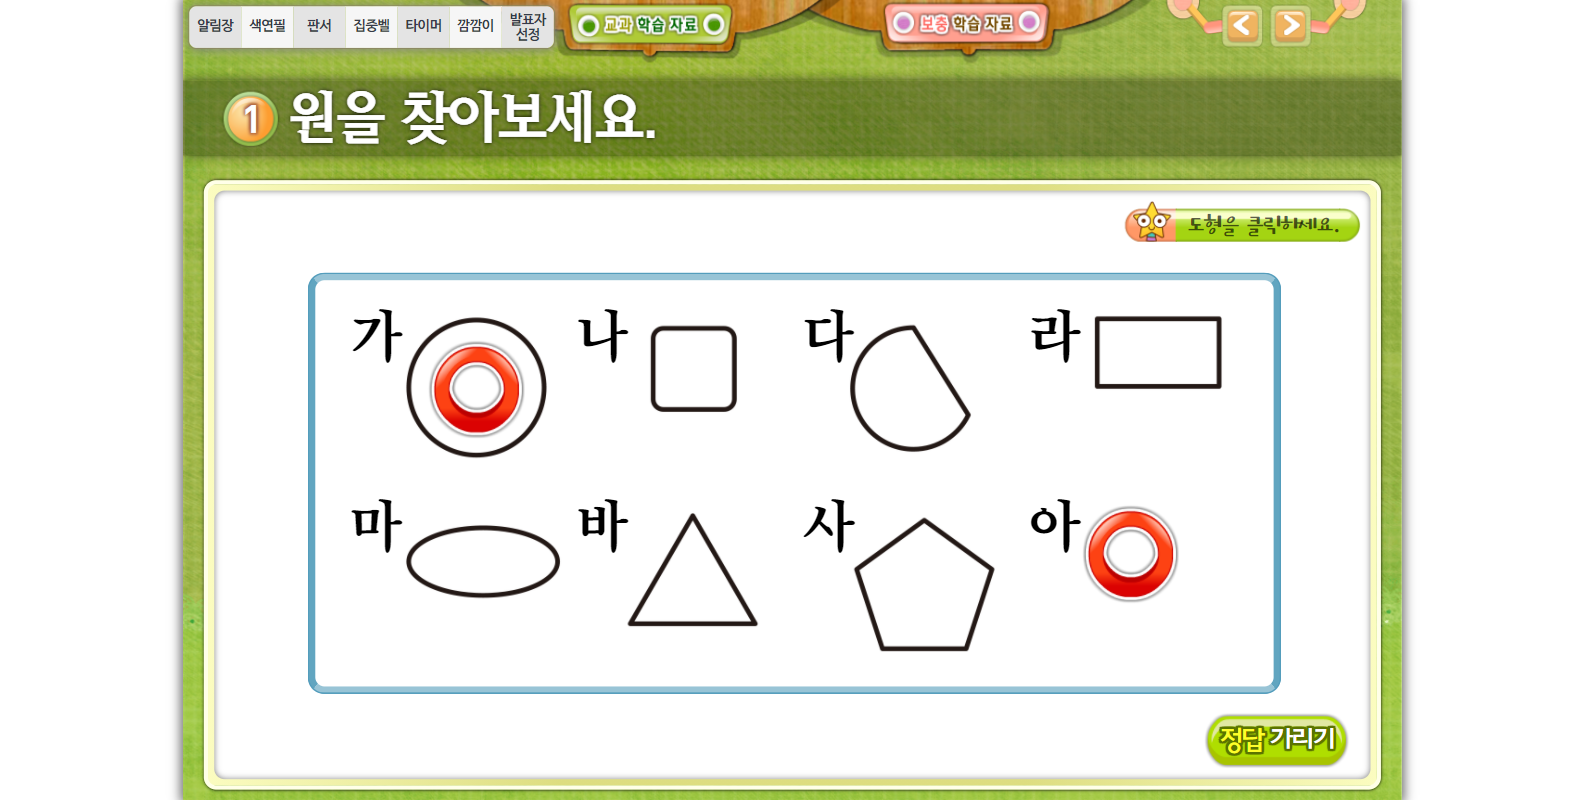 알림장 색연필 판서 집중벨 타이머 깜깜이 발표자 선정
교과 학습 자료 보충 학습 자료
1 원을 찾아보세요.
도형을 클릭하세요.
가 나 다 라
마 바 사 아
정답 가리기